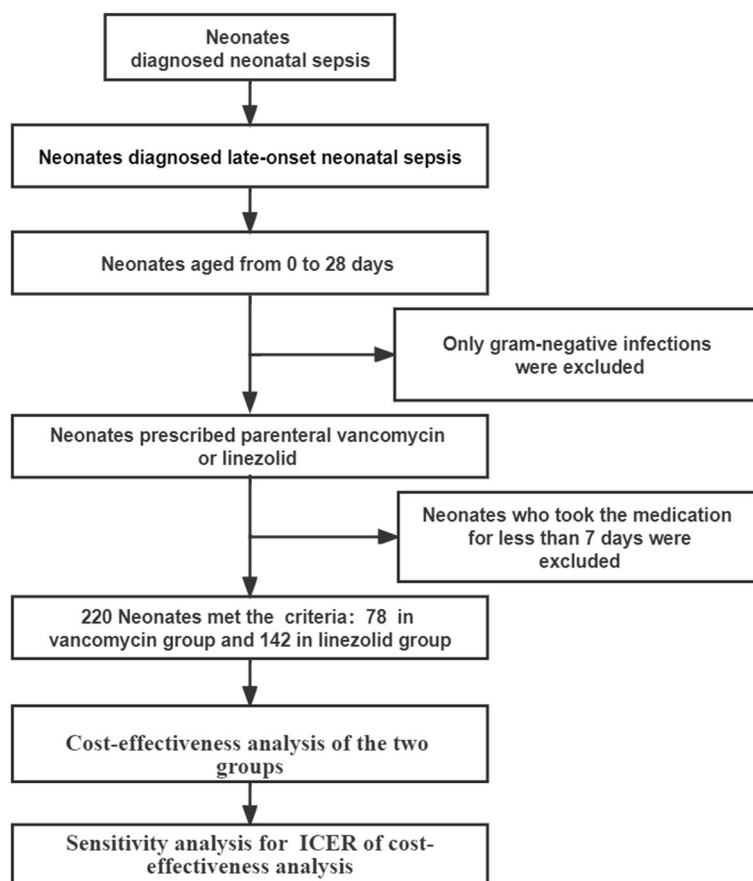 Neonates
diagnosed neonatal sepsis
Neonates diagnosed late-onset neonatal sepsis
Neonates aged from 0 to 28 days
Only gram-negative infections
were excluded
Neonates prescribed parenteral vancomycin
or linezolid
Neonates who took the medication
for less than 7 days were
excluded
220 Neonates met the criteria: 78 in
vancomycin group and 142 in linezolid group
Cost-effectiveness analysis of the two
groups
Sensitivity analysis for ICER of cost-
effectiveness analysis